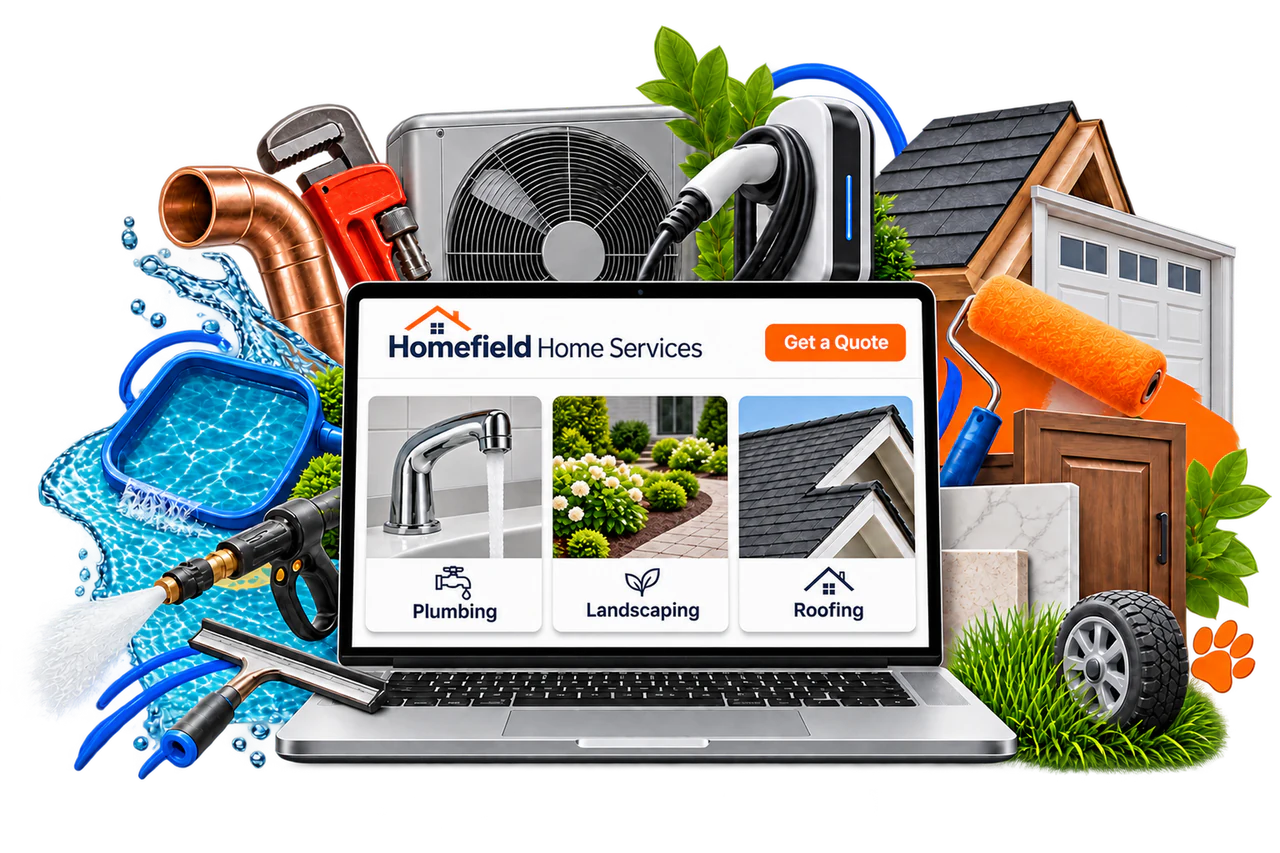 Homefield Home Services
Get a Quote
Plumbing
Landscaping
Roofing